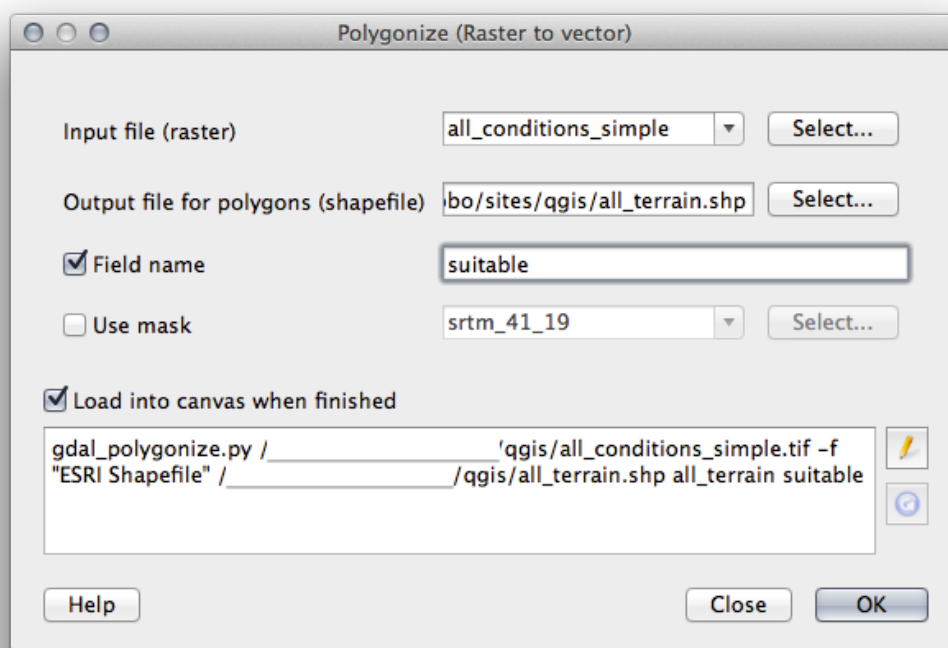 Polygonize (Raster to vector)
Input file (raster)
all_conditions_simple
Select...
Output file for polygons (shapefile)
bo/sites/qgis/all_terrain.shp
Select...
Field name
suitable
Use mask
srtm_41_19
Select...
Load into canvas when finished
gdal_polygonize.py /____________________/qgis/all_conditions_simple.tif -f
"ESRI Shapefile" /____________________/qgis/all_terrain.shp all_terrain suitable
Help
Close
OK